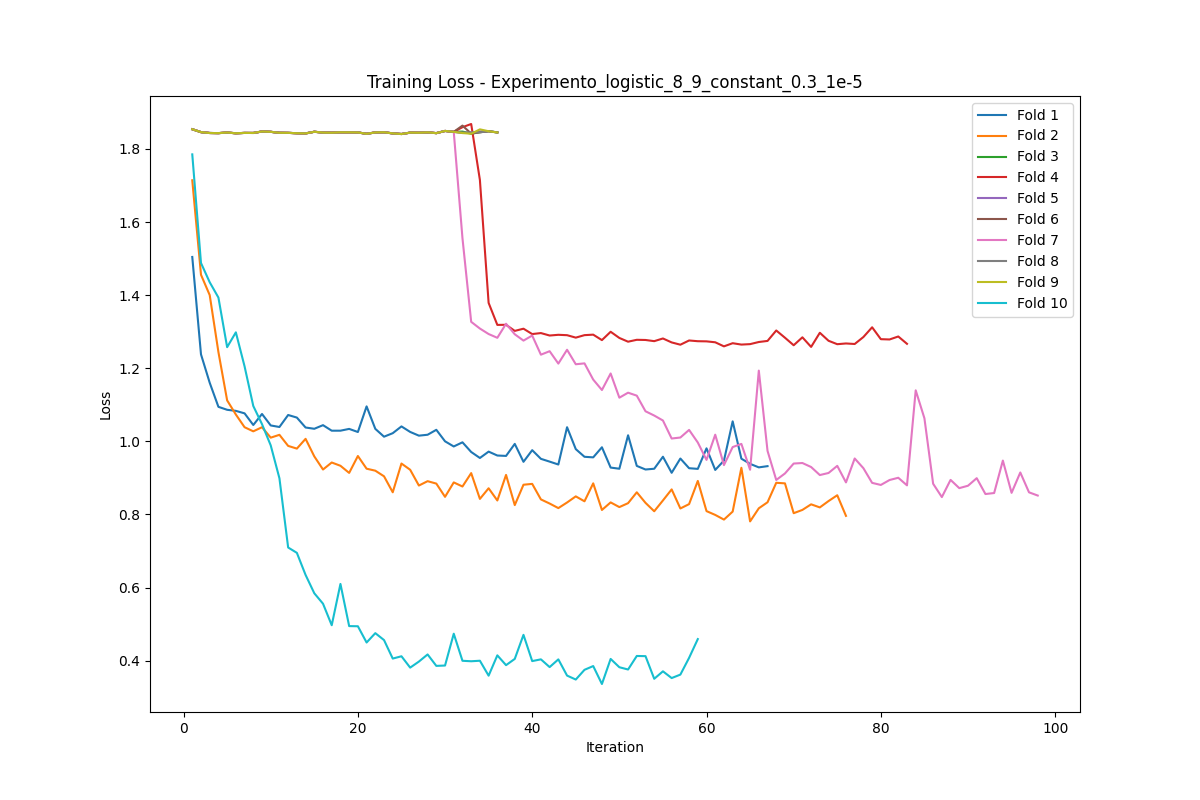 Training Loss - Experimento_logistic_8_9_constant_0.3_1e-5
Loss
1.8
1.6
1.4
1.2
1.0
0.8
0.6
0.4
Fold 1
Fold 2
Fold 3
Fold 4
Fold 5
Fold 6
Fold 7
Fold 8
Fold 9
Fold 10
0 20 40 60 80 100
Iteration